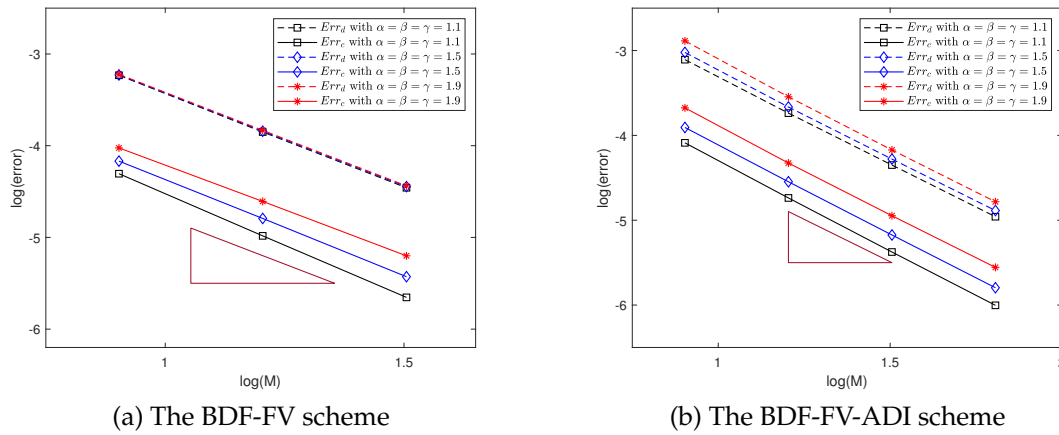 -3
-4
-5
-6
1
1.5
log(error)
log(M)
Err_d with α = β = γ = 1.1
Err_c with α = β = γ = 1.1
Err_d with α = β = γ = 1.5
Err_c with α = β = γ = 1.5
Err_d with α = β = γ = 1.9
Err_c with α = β = γ = 1.9
(a) The BDF-FV scheme
-3
-4
-5
-6
1
1.5
log(error)
log(M)
Err_d with α = β = γ = 1.1
Err_c with α = β = γ = 1.1
Err_d with α = β = γ = 1.5
Err_c with α = β = γ = 1.5
Err_d with α = β = γ = 1.9
Err_c with α = β = γ = 1.9
(b) The BDF-FV-ADI scheme